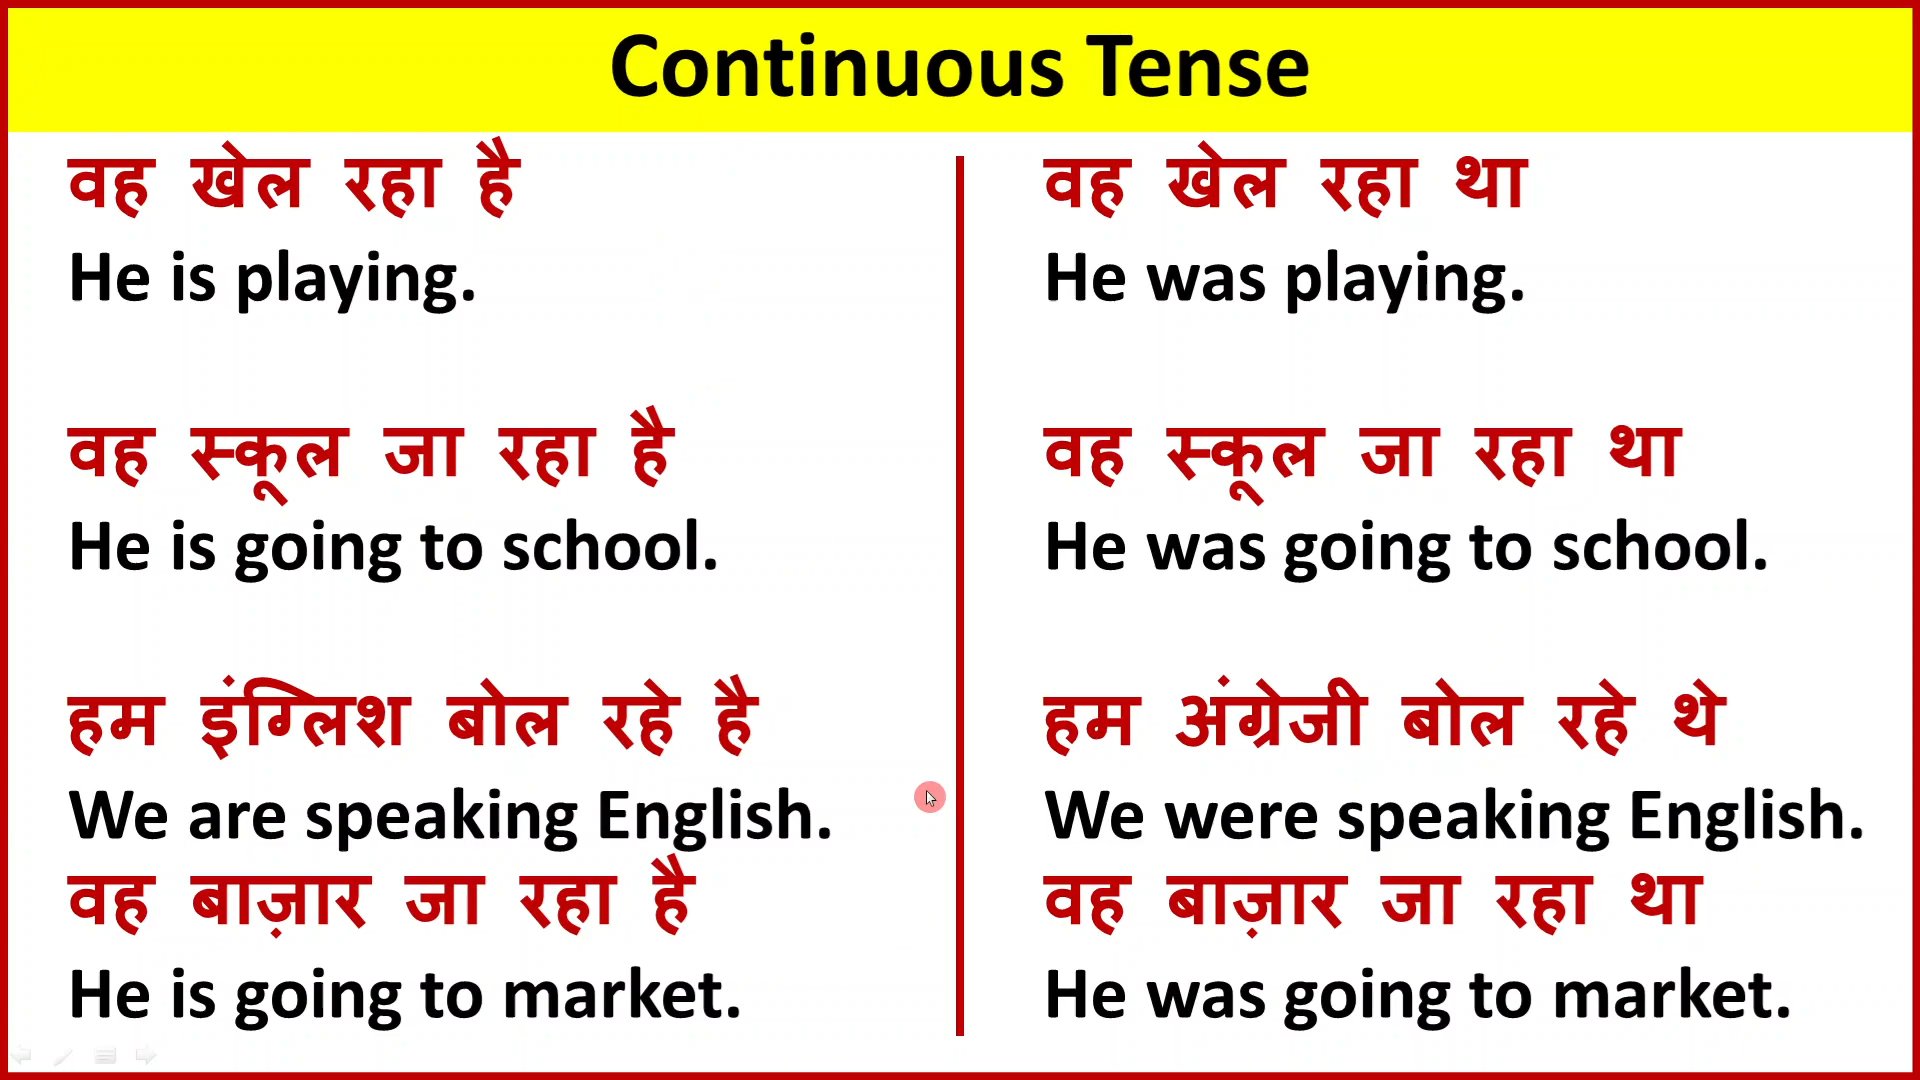 Continuous Tense
वह खेल रहा है
He is playing.
वह स्कूल जा रहा है
He is going to school.
हम इंग्लिश बोल रहे है
We are speaking English.
वह बाज़ार जा रहा है
He is going to market.
वह खेल रहा था
He was playing.
वह स्कूल जा रहा था
He was going to school.
हम अंग्रेजी बोल रहे थे
We were speaking English.
वह बाज़ार जा रहा था
He was going to market.